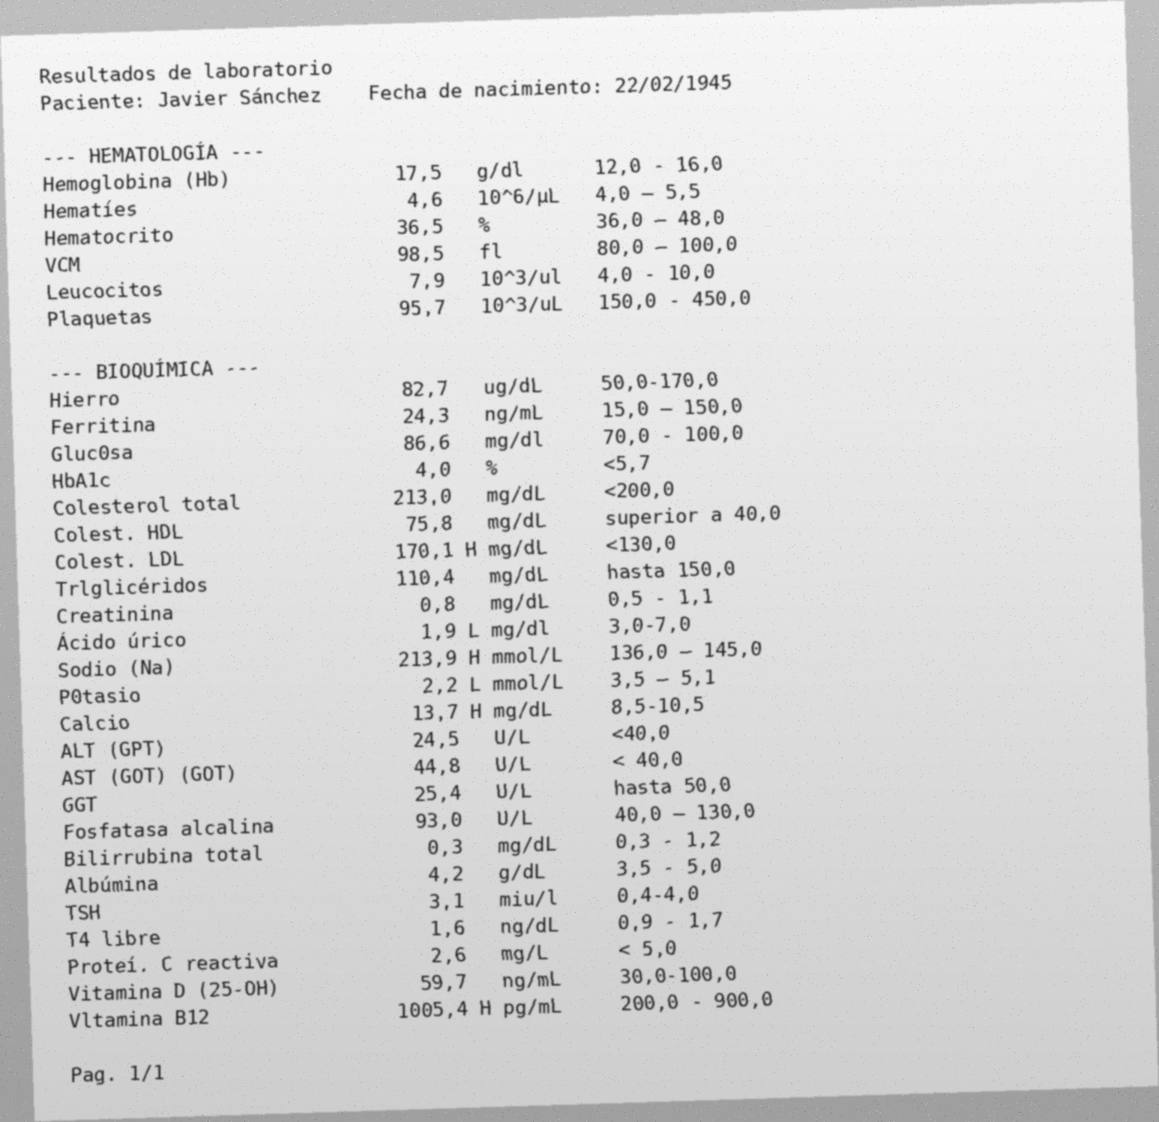 Resultados de laboratorio
Paciente: Javier Sánchez    Fecha de nacimiento: 22/02/1945

--- HEMATOLOGÍA ---
Hemoglobina (Hb)    17,5    g/dl    12,0 - 16,0
Hematíes    4,6    10^6/µL    4,0 – 5,5
Hematocrito    36,5    %    36,0 – 48,0
VCM    98,5    fl    80,0 – 100,0
Leucocitos    7,9    10^3/ul    4,0 - 10,0
Plaquetas    95,7    10^3/uL    150,0 - 450,0

--- BIOQUÍMICA ---
Hierro    82,7    ug/dL    50,0-170,0
Ferritina    24,3    ng/mL    15,0 – 150,0
Gluc0sa    86,6    mg/dl    70,0 - 100,0
HbA1c    4,0    %    <5,7
Colesterol total    213,0    mg/dL    <200,0
Colest. HDL    75,8    mg/dL    superior a 40,0
Colest. LDL    170,1 H mg/dL    <130,0
Trlglicéridos    110,4    mg/dL    hasta 150,0
Creatinina    0,8    mg/dL    0,5 - 1,1
Ácido úrico    1,9 L mg/dl    3,0-7,0
Sodio (Na)    213,9 H mmol/L    136,0 – 145,0
P0tasio    2,2 L mmol/L    3,5 – 5,1
Calcio    13,7 H mg/dL    8,5-10,5
ALT (GPT)    24,5    U/L    <40,0
AST (GOT) (GOT)    44,8    U/L    < 40,0
GGT    25,4    U/L    hasta 50,0
Fosfatasa alcalina    93,0    U/L    40,0 – 130,0
Bilirrubina total    0,3    mg/dL    0,3 - 1,2
Albúmina    4,2    g/dL    3,5 - 5,0
TSH    3,1    miu/l    0,4-4,0
T4 libre    1,6    ng/dL    0,9 - 1,7
Proteí. C reactiva    2,6    mg/L    < 5,0
Vitamina D (25-OH)    59,7    ng/mL    30,0-100,0
Vltamina B12    1005,4 H pg/mL    200,0 - 900,0

Pag. 1/1